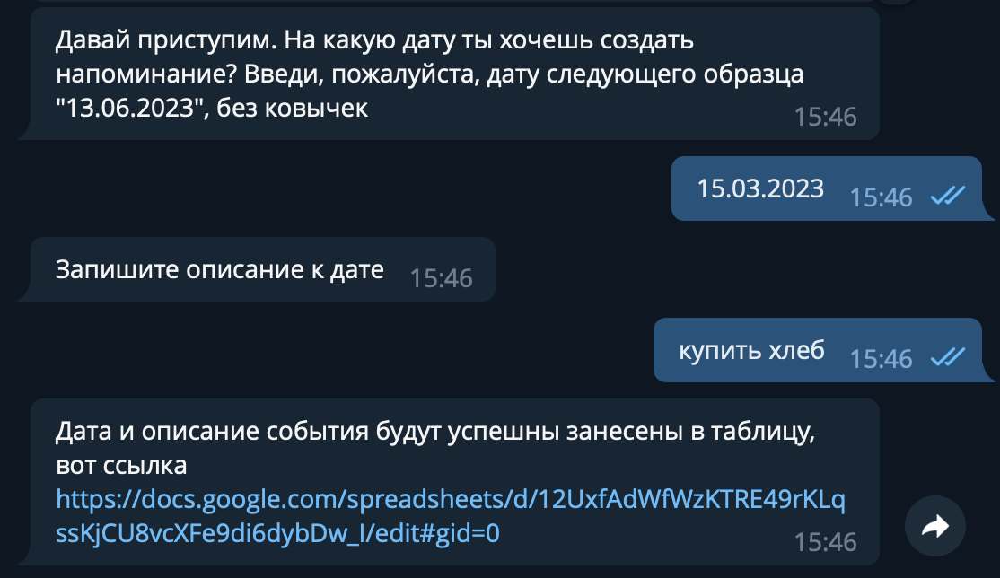 Давай приступим. На какую дату ты хочешь создать
напоминание? Введи, пожалуйста, дату следующего образца
"13.06.2023", без ковычек
15:46
15.03.2023 15:46
Запишите описание к дате 15:46
купить хлеб 15:46
Дата и описание события будут успешны занесены в таблицу,
вот ссылка
https://docs.google.com/spreadsheets/d/12UxfAdWfWzKTRE49rKLq
ssKjCU8vcXFe9di6dybDw_I/edit#gid=0
15:46